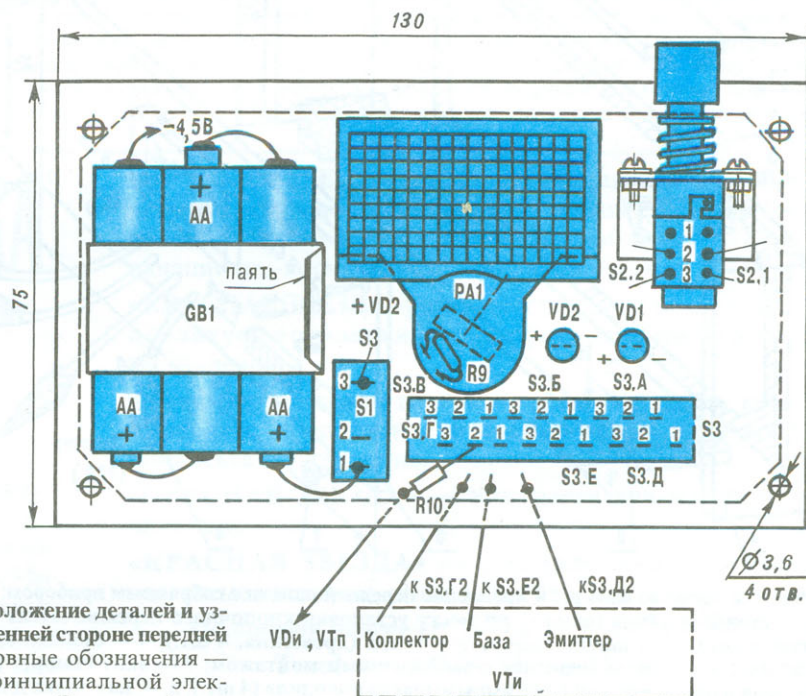 130
75
−4,5В
+
АА
паять
GB1
АА
+
АА
+
+ VD2
S3
3
S1
2
1
PA1
R9
1
2
3
S2.2
S2,1
VD2
VD1
+
−
+
−
S3.В
S3.Б
S3.А
3 2 1 3 2 1 3 2 1 2 1
S3.Г
3 2 1 3 2 1 3 2 1
S3
S3.Е
S3.Д
R10
Ø3,6
4 отв.
к S3.Г2
к S3.Е2
кS3,Д2
VDи , VTп
Коллектор
База
Эмиттер
VTи
оложение деталей и уз-
енней стороне передней
овные обозначения —
ринципиальной элек-